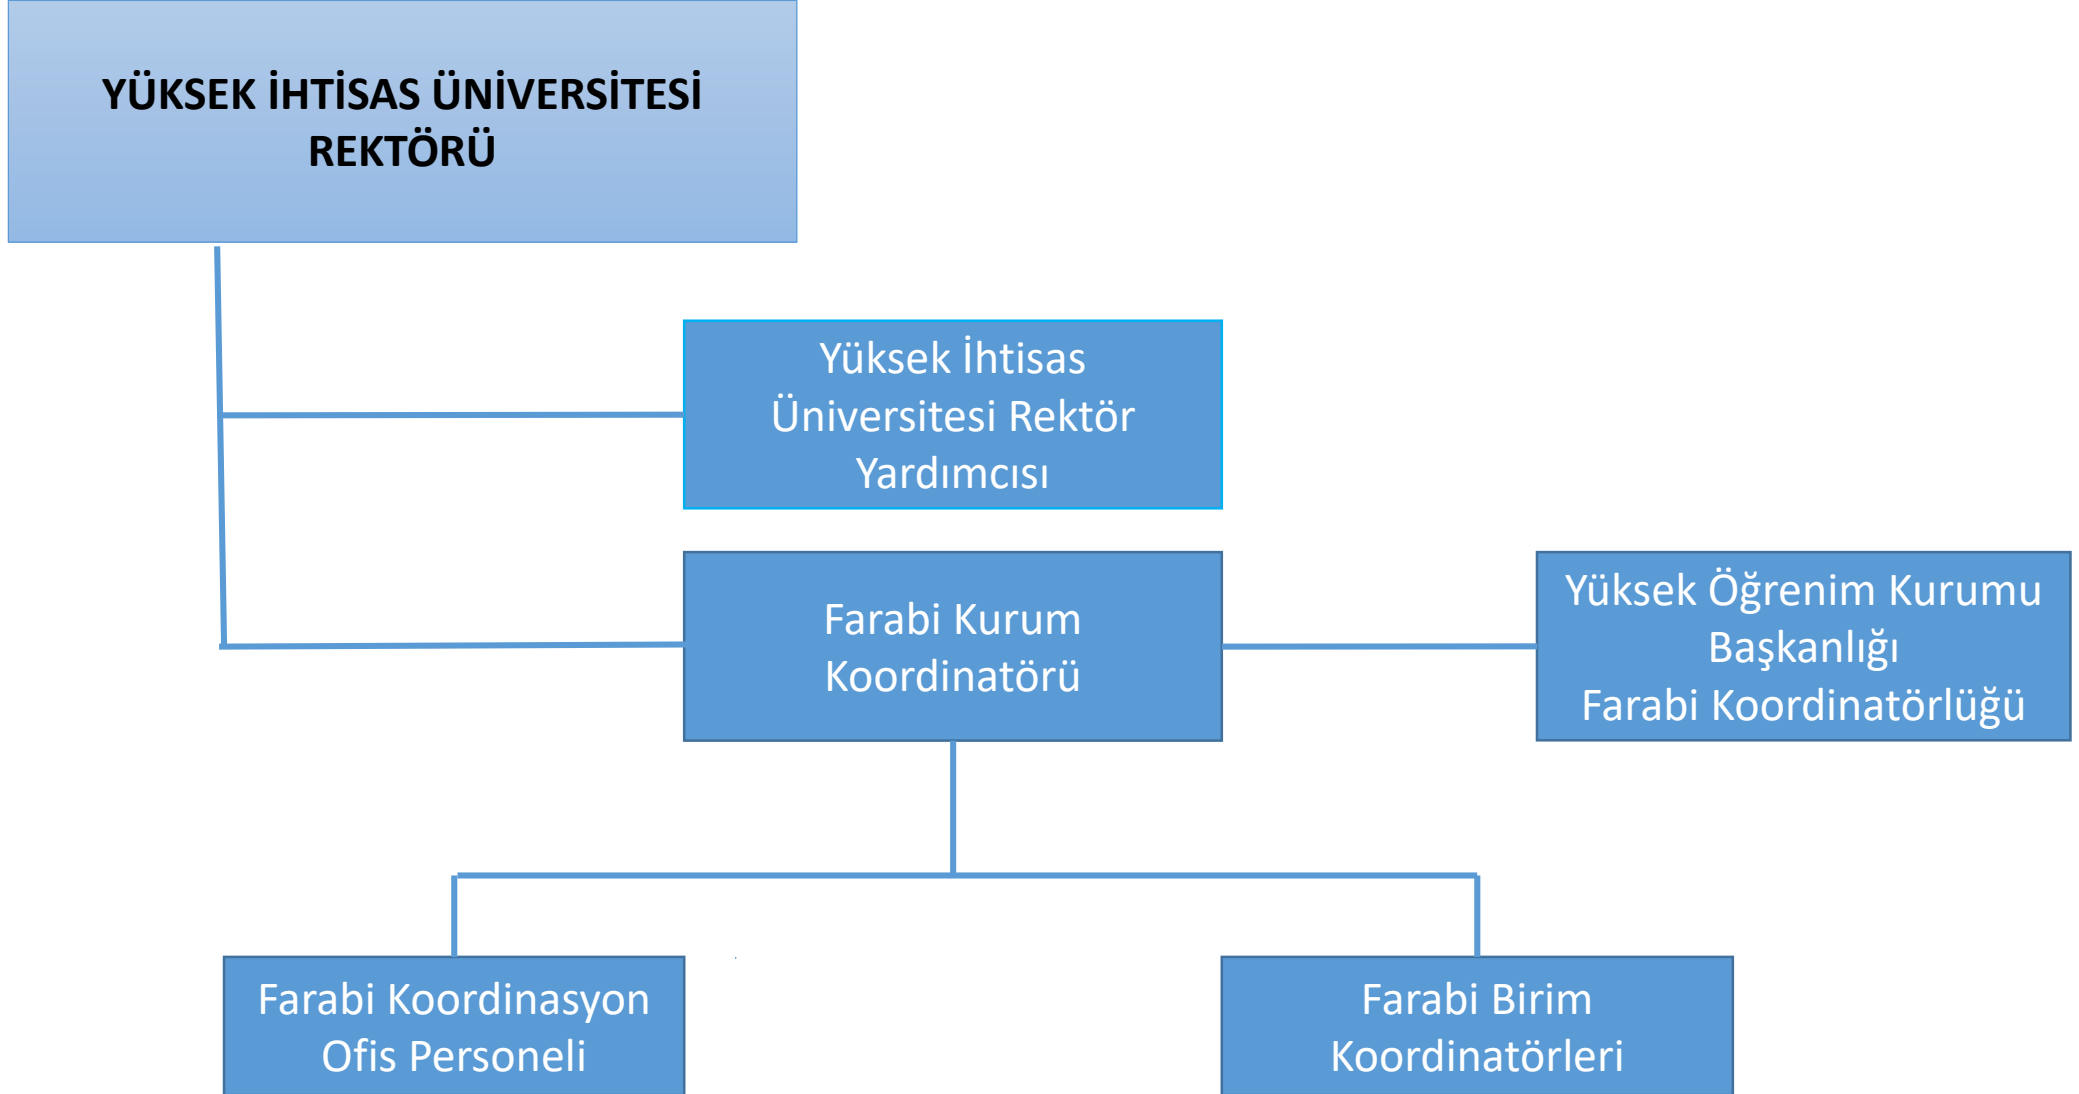 YÜKSEK İHTİSAS ÜNİVERSİTESİ
REKTÖRÜ
Yüksek İhtisas
Üniversitesi Rektör
Yardımcısı
Farabi Kurum
Koordinatörü
Yüksek Öğrenim Kurumu
Başkanlığı
Farabi Koordinatörlüğü
Farabi Koordinasyon
Ofis Personeli
Farabi Birim
Koordinatörleri